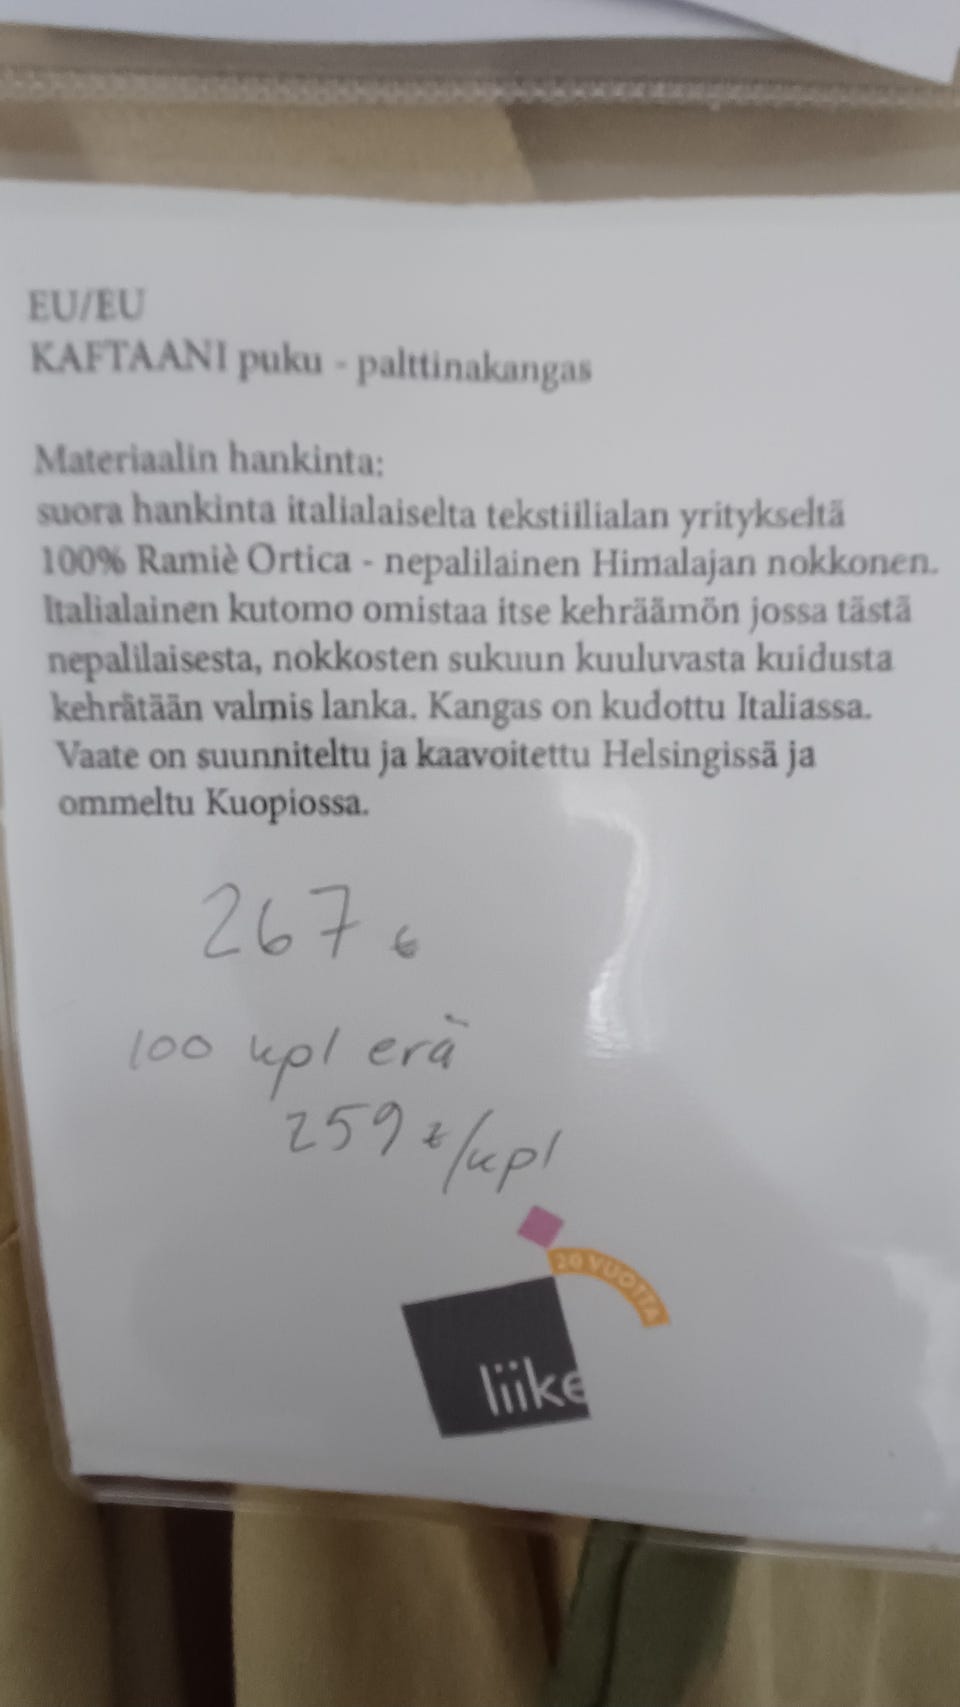 EU/EU
KAFTAANI puku - palttinakangas
Materiaalin hankinta:
suora hankinta italialaiselta tekstiilialan yritykseltä
100% Ramiè Ortica - nepalilainen Himalajan nokkonen.
Italialainen kutomo omistaa itse kehräämön jossa tästä
nepalilaisesta, nokkosten sukuun kuuluvasta kuidusta
kehrätään valmis lanka. Kangas on kudottu Italiassa.
Vaate on suunniteltu ja kaavoitettu Helsingissä ja
ommeltu Kuopiossa.
267 €
100 kpl erä
259 €/kpl
20 VUOTTA
liike